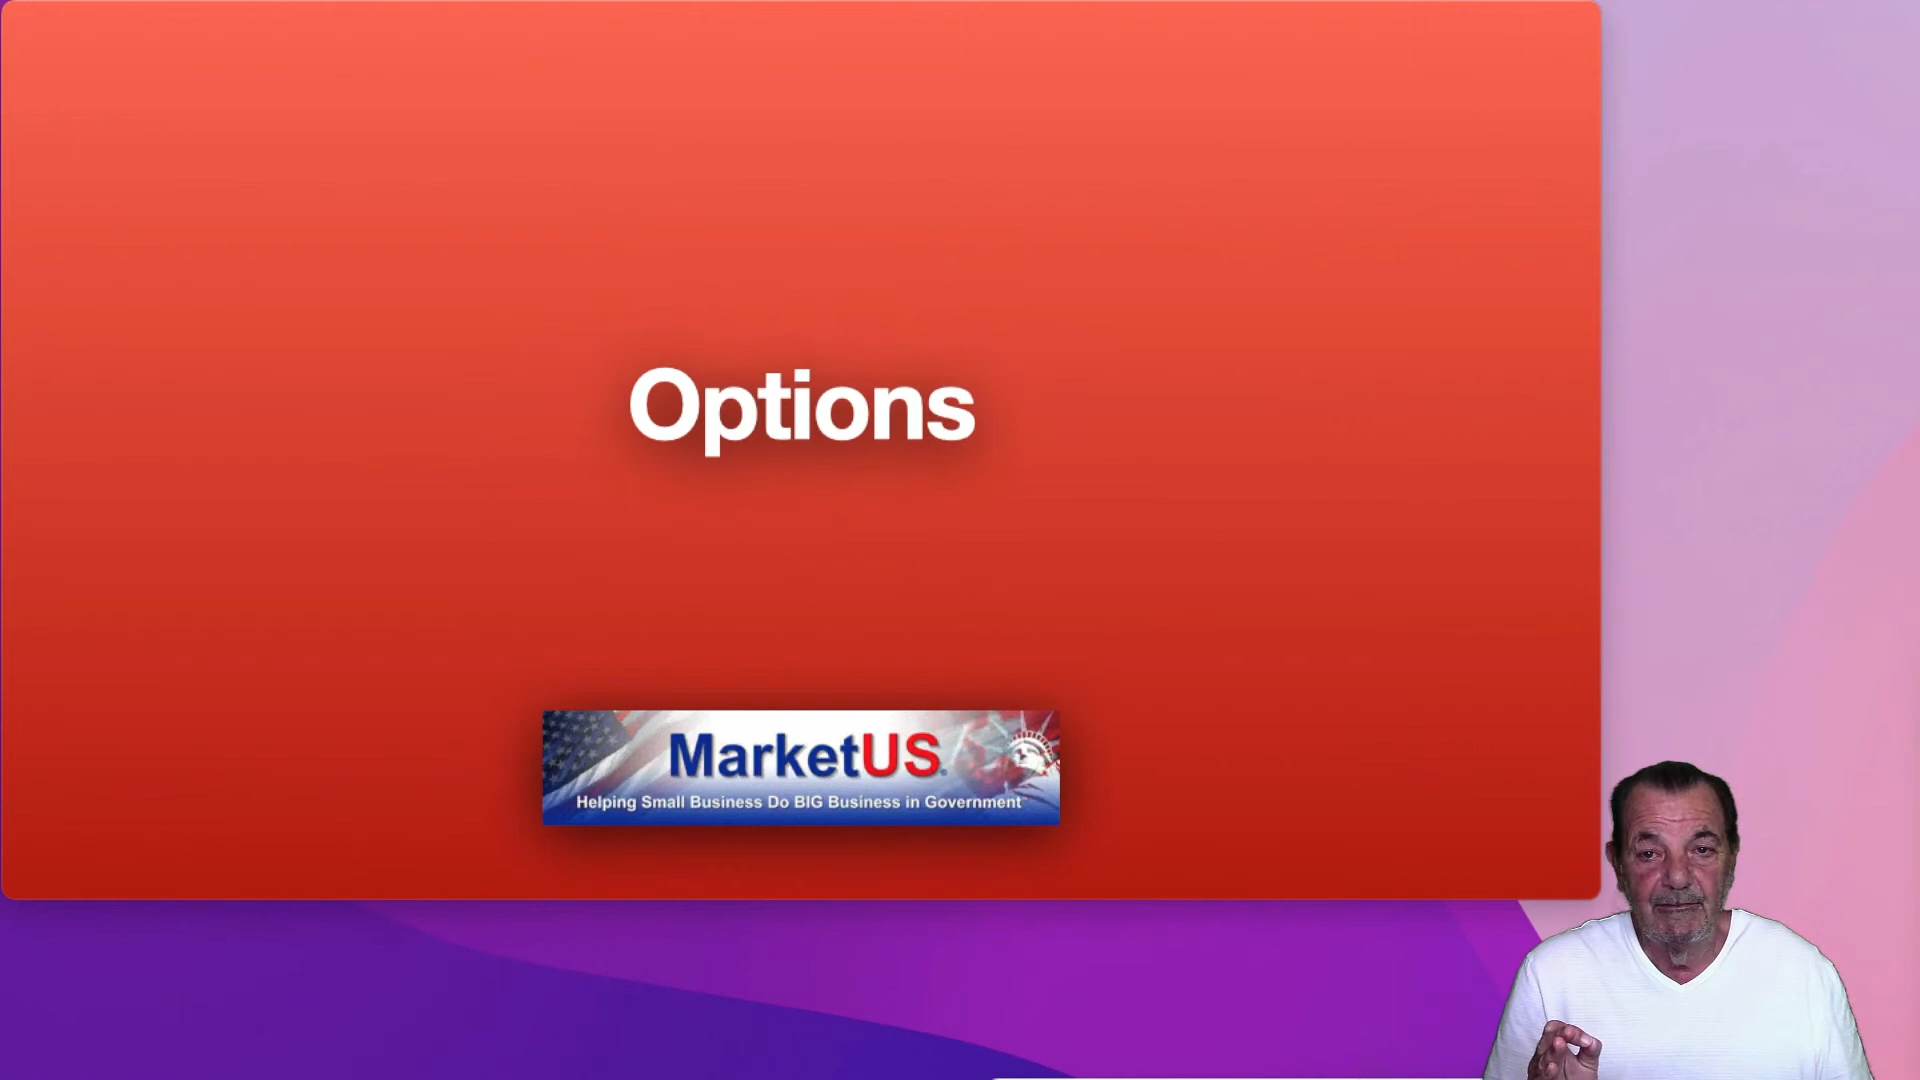 Options
MarketUS
Helping Small Business Do BIG Business in Government